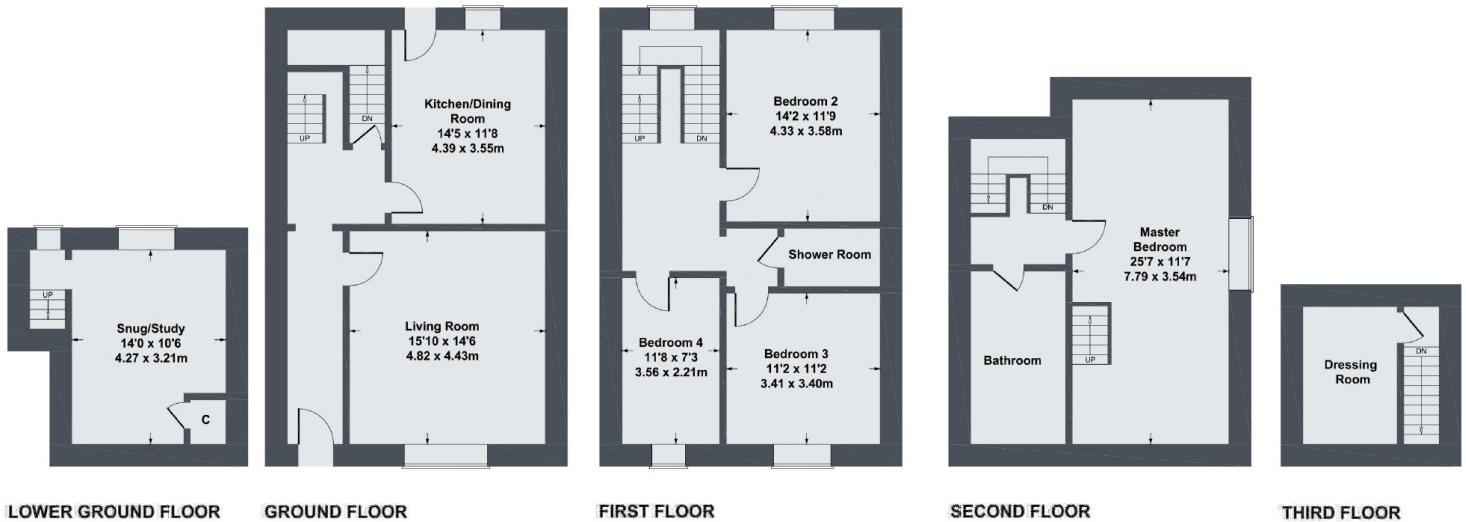 UP
Snug/Study
14'0 x 10'6
4.27 x 3.21m
C
LOWER GROUND FLOOR
UP
DN
Kitchen/Dining
Room
14'5 x 11'8
4.39 x 3.55m
Living Room
15'10 x 14'6
4.82 x 4.43m
GROUND FLOOR
UP
DN
Bedroom 2
14'2 x 11'9
4.33 x 3.58m
Shower Room
Bedroom 4
11'8 x 7'3
3.56 x 2.21m
Bedroom 3
11'2 x 11'2
3.41 x 3.40m
FIRST FLOOR
DN
Master
Bedroom
25'7 x 11'7
7.79 x 3.54m
UP
Bathroom
SECOND FLOOR
DN
Dressing
Room
THIRD FLOOR